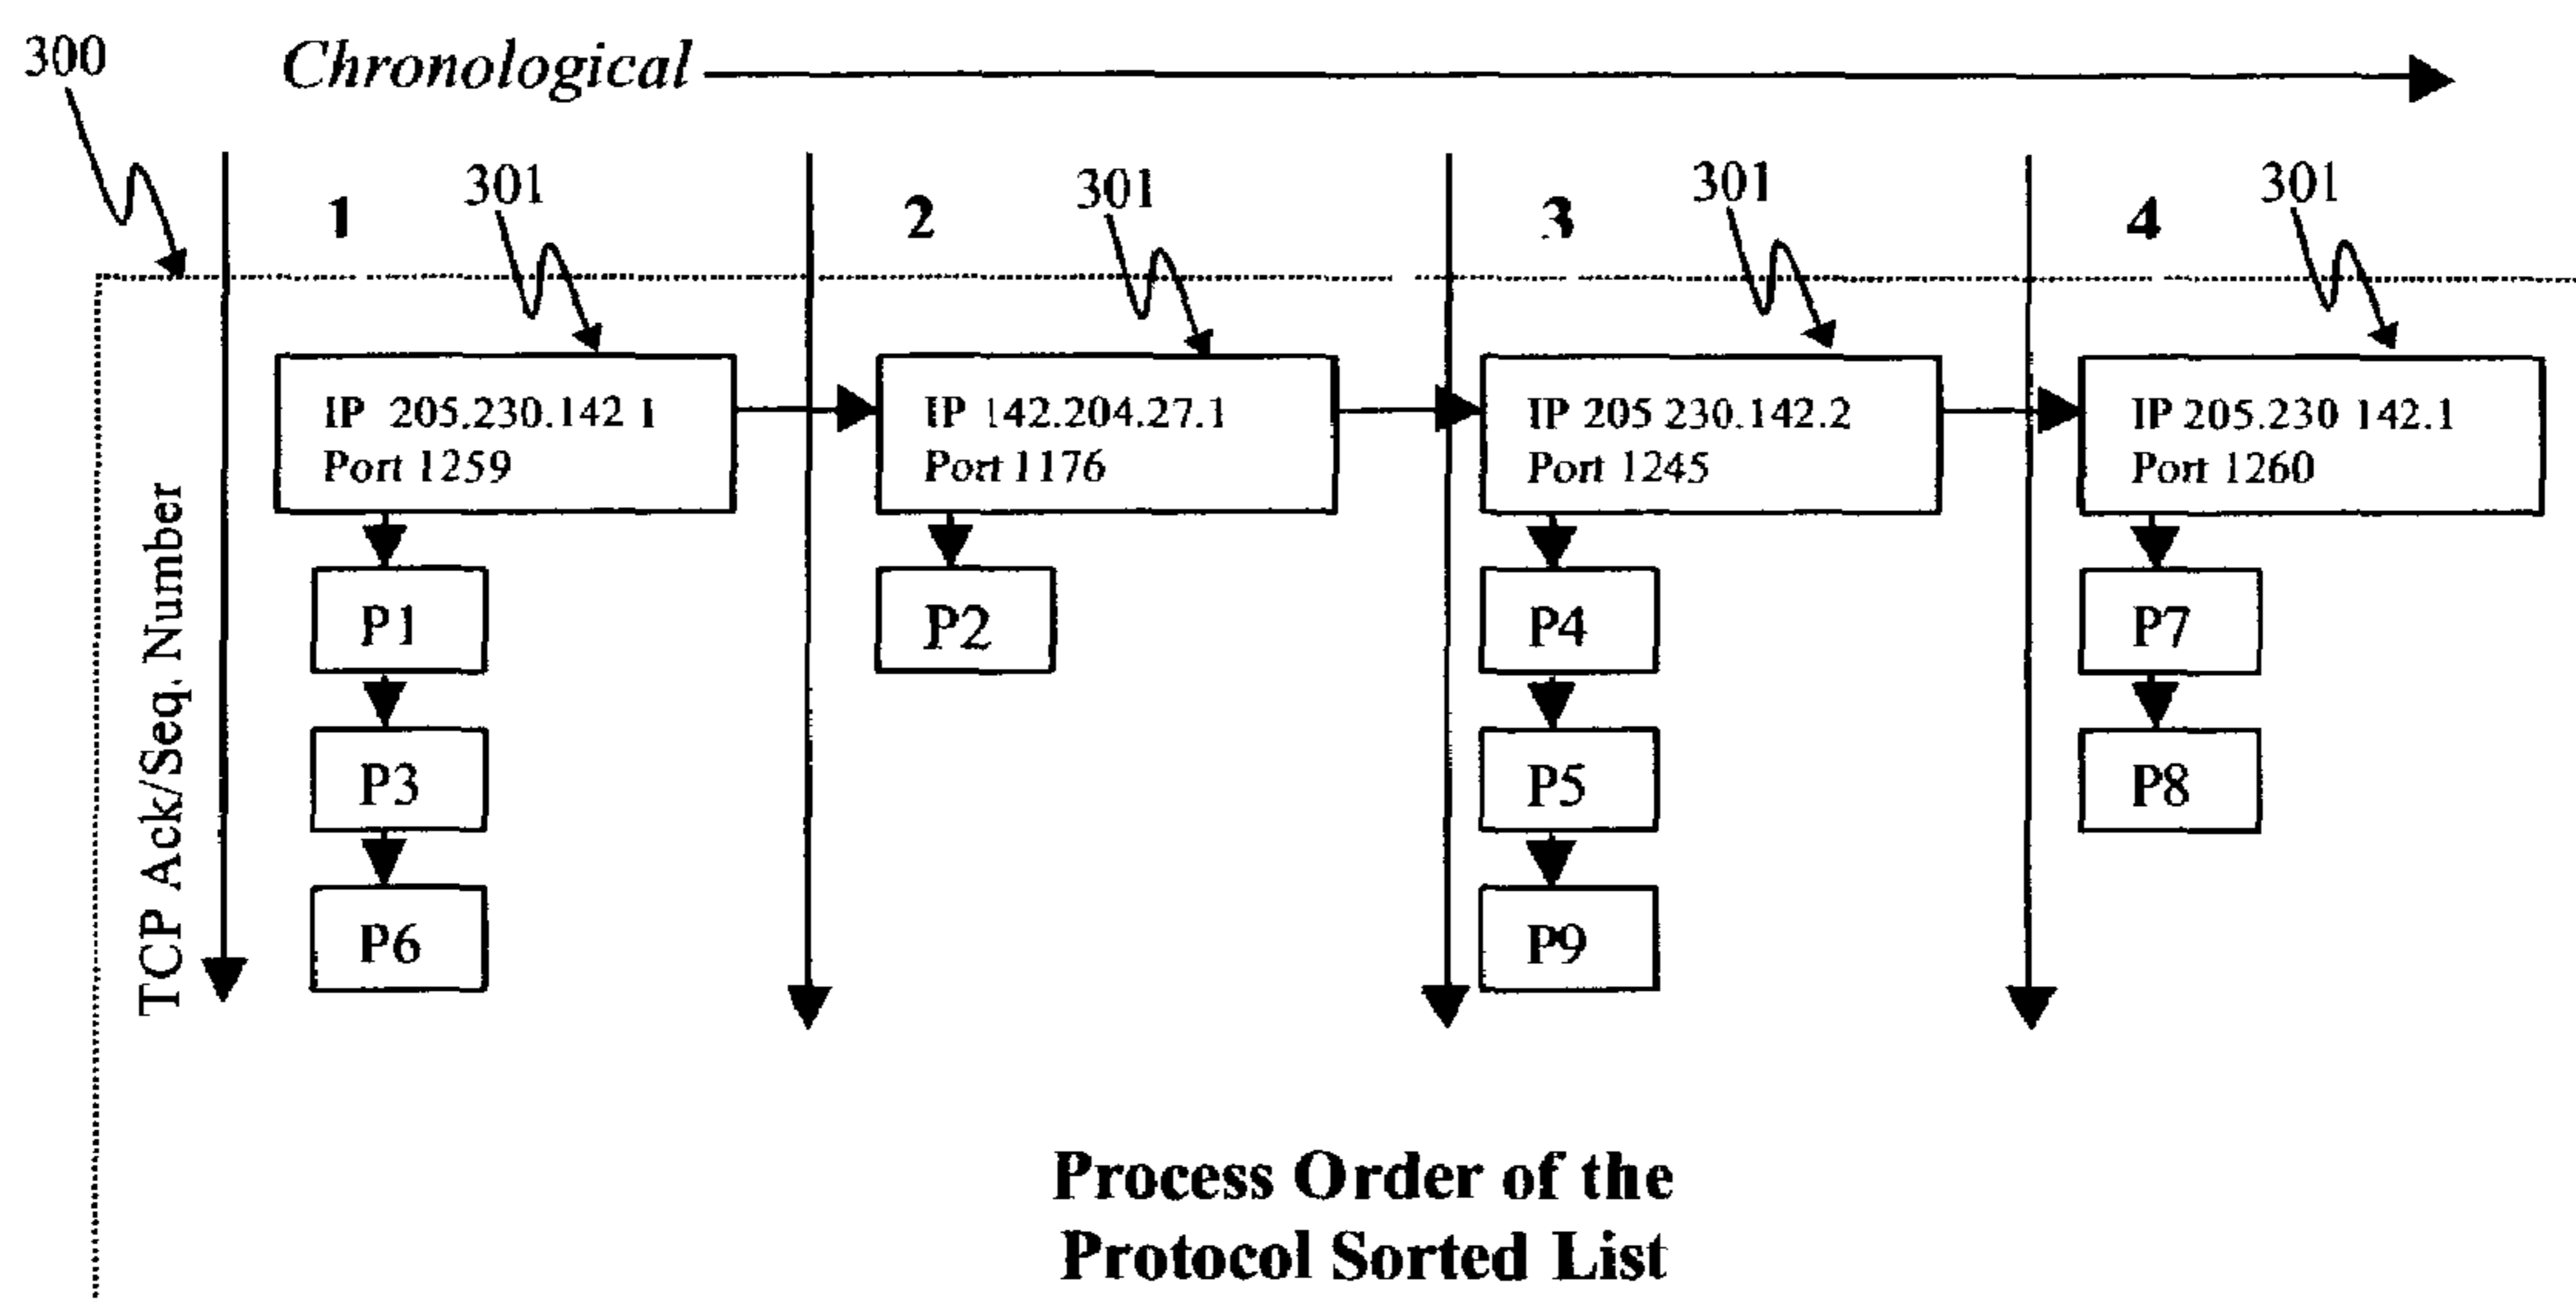 300
Chronological
1
301
2
301
3
301
4
301
IP 205.230.142 1
Port 1259
IP 142.204.27.1
Port 1176
IP 205 230.142.2
Port 1245
IP 205.230 142.1
Port 1260
TCP Ack/Seq. Number
P1
P2
P4
P7
P3
P5
P8
P6
P9
Process Order of the
Protocol Sorted List